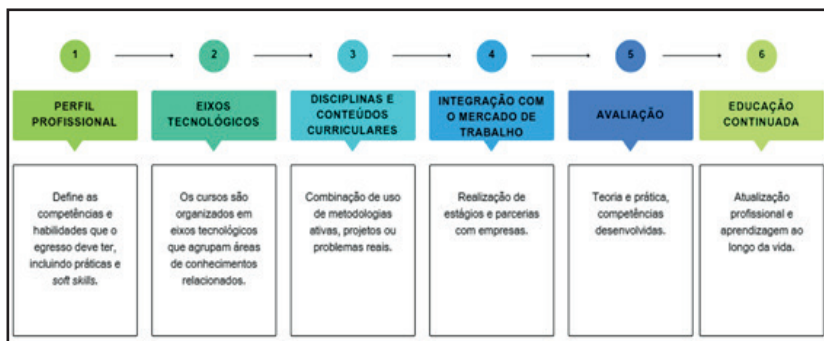 1
2
3
4
5
6
PERFIL
PROFISSIONAL
EIXOS
TECNOLÓGICOS
DISCIPLINAS E
CONTEÚDOS
CURRICULARES
INTEGRAÇÃO COM
O MERCADO DE
TRABALHO
AVALIAÇÃO
EDUCAÇÃO
CONTINUADA
Define as
competências e
habilidades que o
egresso deve ter,
incluindo práticas e
soft skills.
Os cursos são
organizados em
eixos tecnológicos
que agrupam áreas
de conhecimentos
relacionados.
Combinação de uso
de metodologias
ativas, projetos ou
problemas reais.
Realização de
estágios e parcerias
com empresas.
Teoria e prática,
competências
desenvolvidas.
Atualização
profissional e
aprendizagem ao
longo da vida.